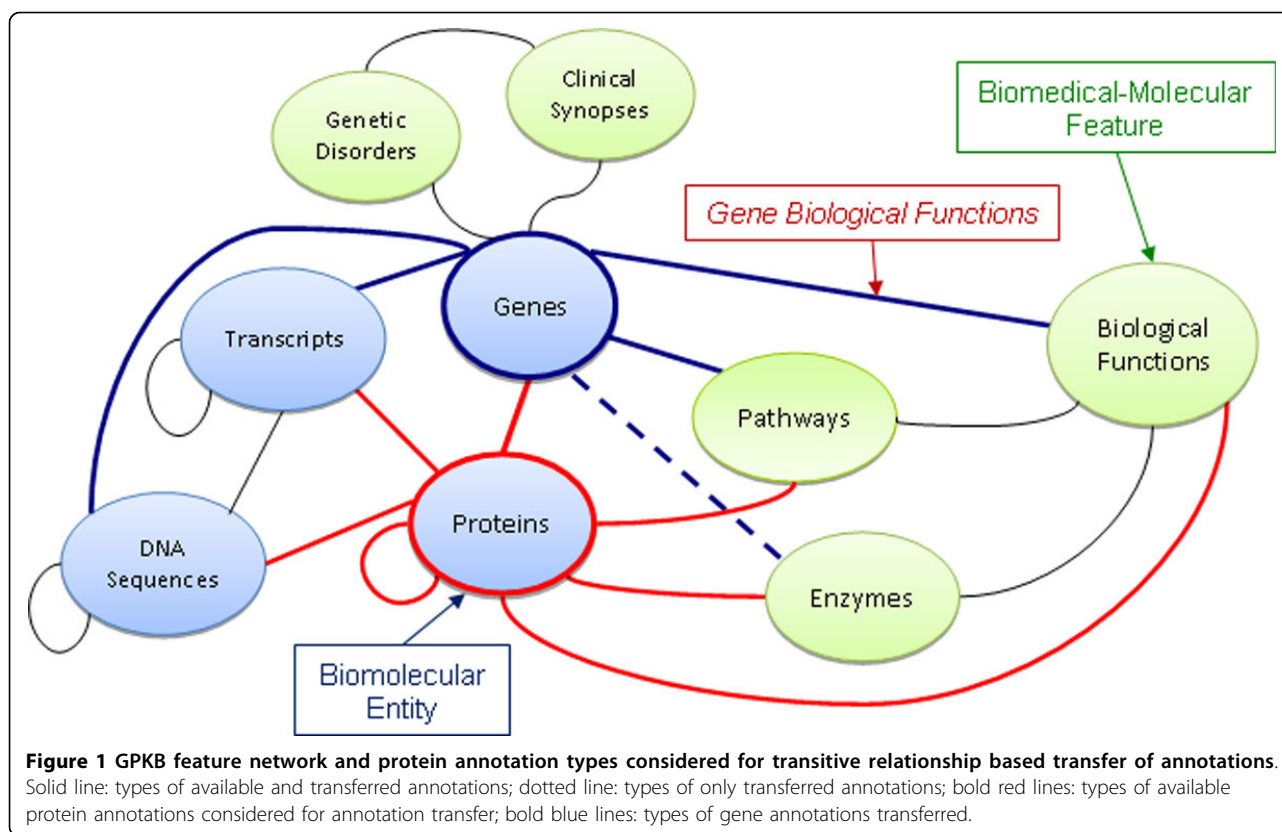 Clinical
Synopses
Genetic
Disorders
Biomedical-Molecular
Feature
Gene Biological Functions
Genes
Transcripts
Biological
Functions
Pathways
Proteins
DNA
Sequences
Enzymes
Biomolecular
Entity
Figure 1 GPKB feature network and protein annotation types considered for transitive relationship based transfer of annotations.
Solid line: types of available and transferred annotations; dotted line: types of only transferred annotations; bold red lines: types of available
protein annotations considered for annotation transfer; bold blue lines: types of gene annotations transferred.